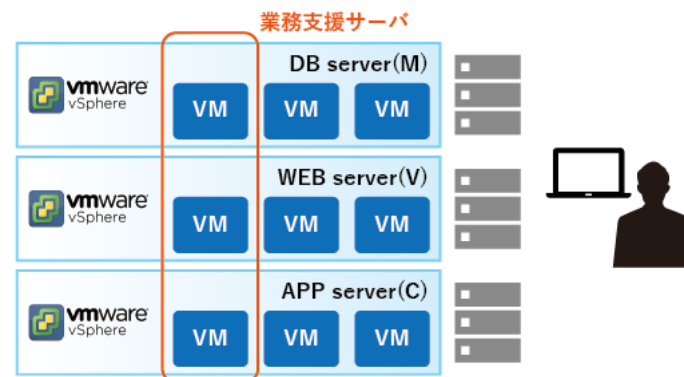 業務支援サーバ
DB server(M)
vmware
vSphere
VM VM VM
WEB server(V)
vmware
vSphere
VM VM VM
APP server(C)
vmware
vSphere
VM VM VM